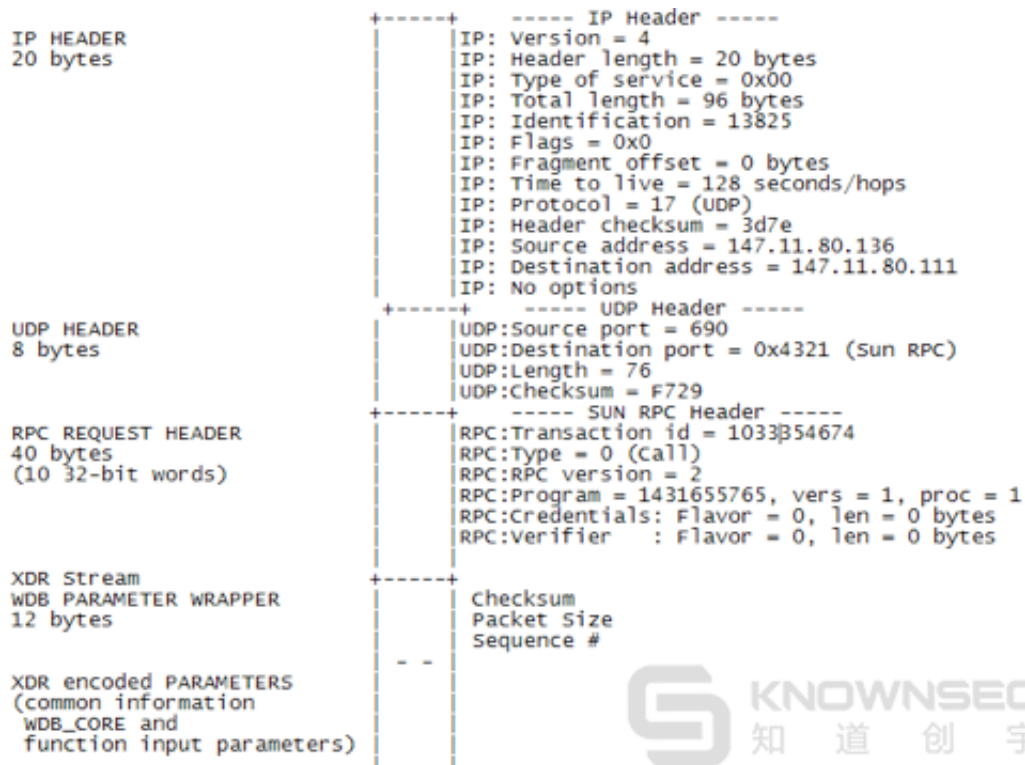 +-----+ ----- IP Header -----
IP HEADER | |IP: Version = 4
20 bytes | |IP: Header length = 20 bytes
| |IP: Type of service = 0x00
| |IP: Total length = 96 bytes
| |IP: Identification = 13825
| |IP: Flags = 0x0
| |IP: Fragment offset = 0 bytes
| |IP: Time to live = 128 seconds/hops
| |IP: Protocol = 17 (UDP)
| |IP: Header checksum = 3d7e
| |IP: Source address = 147.11.80.136
| |IP: Destination address = 147.11.80.111
| |IP: No options
+-----+ ----- UDP Header -----
UDP HEADER | |UDP:Source port = 690
8 bytes | |UDP:Destination port = 0x4321 (Sun RPC)
| |UDP:Length = 76
| |UDP:Checksum = F729
+-----+ ----- SUN RPC Header -----
RPC REQUEST HEADER | |RPC:Transaction id = 1033354674
40 bytes | |RPC:Type = 0 (Call)
(10 32-bit words) | |RPC:RPC version = 2
| |RPC:Program = 1431655765, vers = 1, proc = 1
| |RPC:Credentials: Flavor = 0, len = 0 bytes
| |RPC:Verifier : Flavor = 0, len = 0 bytes
| |
XDR Stream +-----+
WDB PARAMETER WRAPPER | | Checksum
12 bytes | | Packet Size
| | Sequence #
| - - |
XDR encoded PARAMETERS | |
(common information | |
WDB_CORE and | |
function input parameters) | |
KNOWNSEC
知道创宇